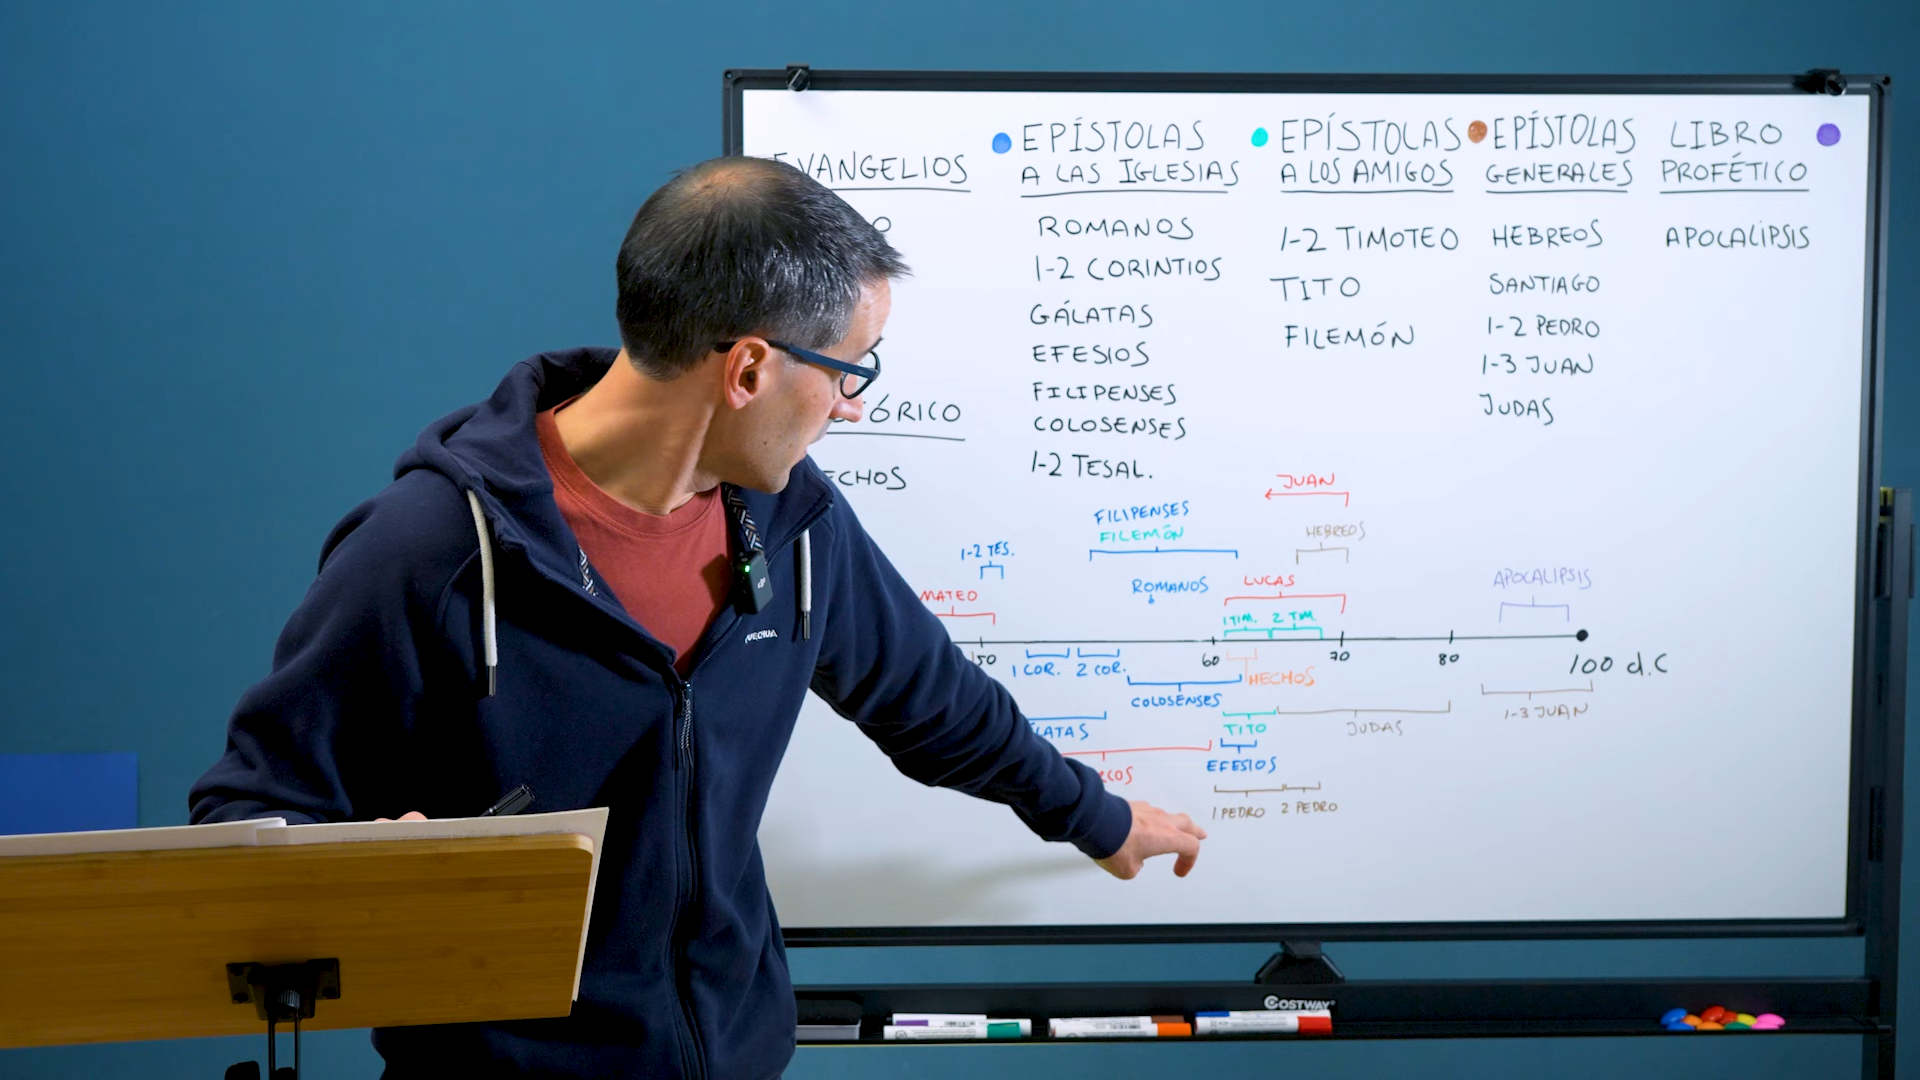 EVANGELIOS
HECHOS
EPÍSTOLAS
A LAS IGLESIAS
ROMANOS
1-2 CORINTIOS
GÁLATAS
EFESIOS
FILIPENSES
COLOSENSES
1-2 TESAL.
EPÍSTOLAS
A LOS AMIGOS
1-2 TIMOTEO
TITO
FILEMÓN
EPÍSTOLAS
GENERALES
HEBREOS
SANTIAGO
1-2 PEDRO
1-3 JUAN
JUDAS
LIBRO
PROFÉTICO
APOCALIPSIS
JUAN
FILIPENSES
FILEMÓN
HEBREOS
1-2 TES.
ROMANOS
LUCAS
APOCALIPSIS
MATEO
1 TIM. 2 TIM.
50 60 70 80 100 d.C
1 COR. 2 COR.
HECHOS
COLOSENSES
1-3 JUAN
TITO
JUDAS
EFESIOS
1 PEDRO 2 PEDRO
QUECHUA
COSTWAY